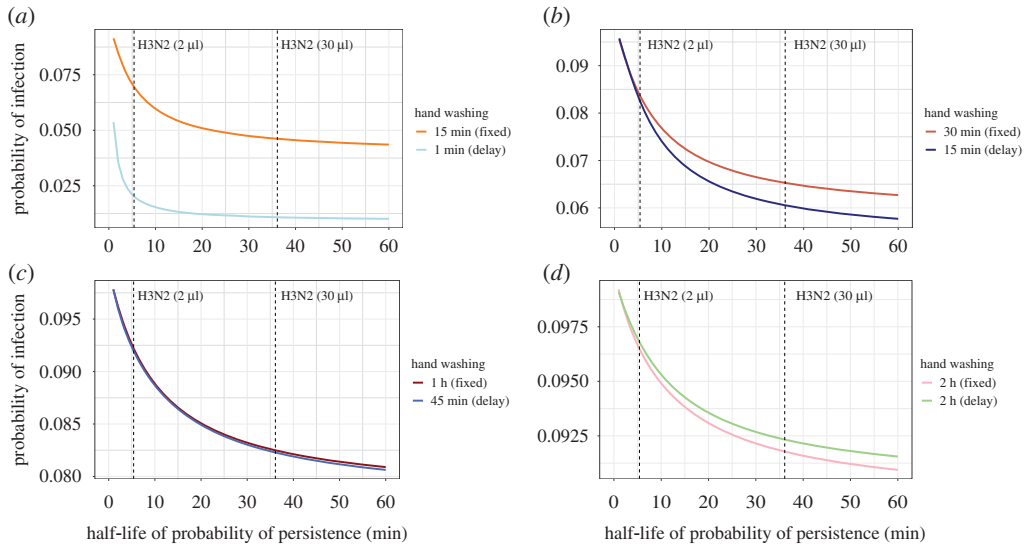 (a)
H3N2 (2 µl)
H3N2 (30 µl)
probability of infection
0.075
0.050
0.025
0
10
20
30
40
50
60
hand washing
15 min (fixed)
1 min (delay)
(b)
H3N2 (2 µl)
H3N2 (30 µl)
0.09
0.08
0.07
0.06
0
10
20
30
40
50
60
hand washing
30 min (fixed)
15 min (delay)
(c)
H3N2 (2 µl)
H3N2 (30 µl)
probability of infection
0.095
0.090
0.085
0.080
0
10
20
30
40
50
60
half-life of probability of persistence (min)
hand washing
1 h (fixed)
45 min (delay)
(d)
H3N2 (2 µl)
H3N2 (30 µl)
0.0975
0.0950
0.0925
0
10
20
30
40
50
60
half-life of probability of persistence (min)
hand washing
2 h (fixed)
2 h (delay)